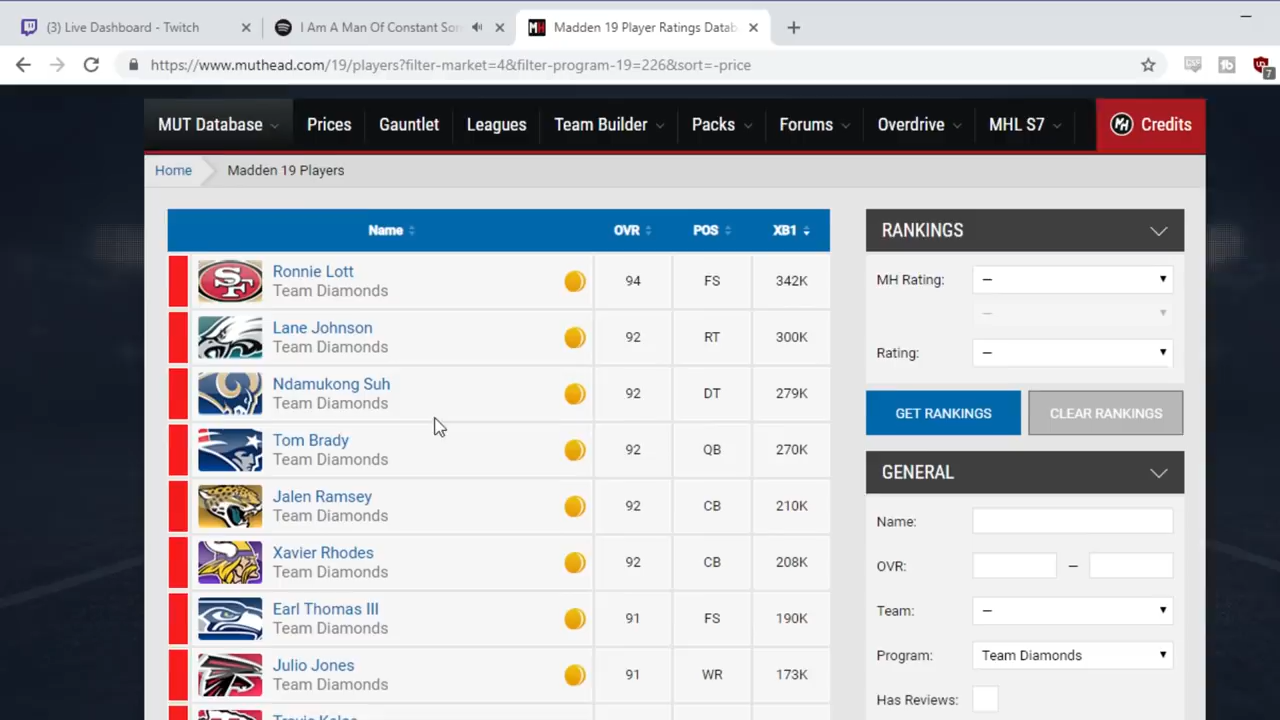 (3) Live Dashboard - Twitch
I Am A Man Of Constant Sor
Madden 19 Player Ratings Datab
https://www.muthead.com/19/players?filter-market=4&filter-program-19=226&sort=-price
7
MUT Database Prices Gauntlet Leagues Team Builder Packs Forums Overdrive MHL S7 MH Credits
Home Madden 19 Players
Name OVR POS XB1
Ronnie Lott
Team Diamonds
94 FS 342K
Lane Johnson
Team Diamonds
92 RT 300K
Ndamukong Suh
Team Diamonds
92 DT 279K
Tom Brady
Team Diamonds
92 QB 270K
Jalen Ramsey
Team Diamonds
92 CB 210K
Xavier Rhodes
Team Diamonds
92 CB 208K
Earl Thomas III
Team Diamonds
91 FS 190K
Julio Jones
Team Diamonds
91 WR 173K
RANKINGS
MH Rating: –
–
Rating: –
GET RANKINGS CLEAR RANKINGS
GENERAL
Name:
OVR: –
Team: –
Program: Team Diamonds
Has Reviews: